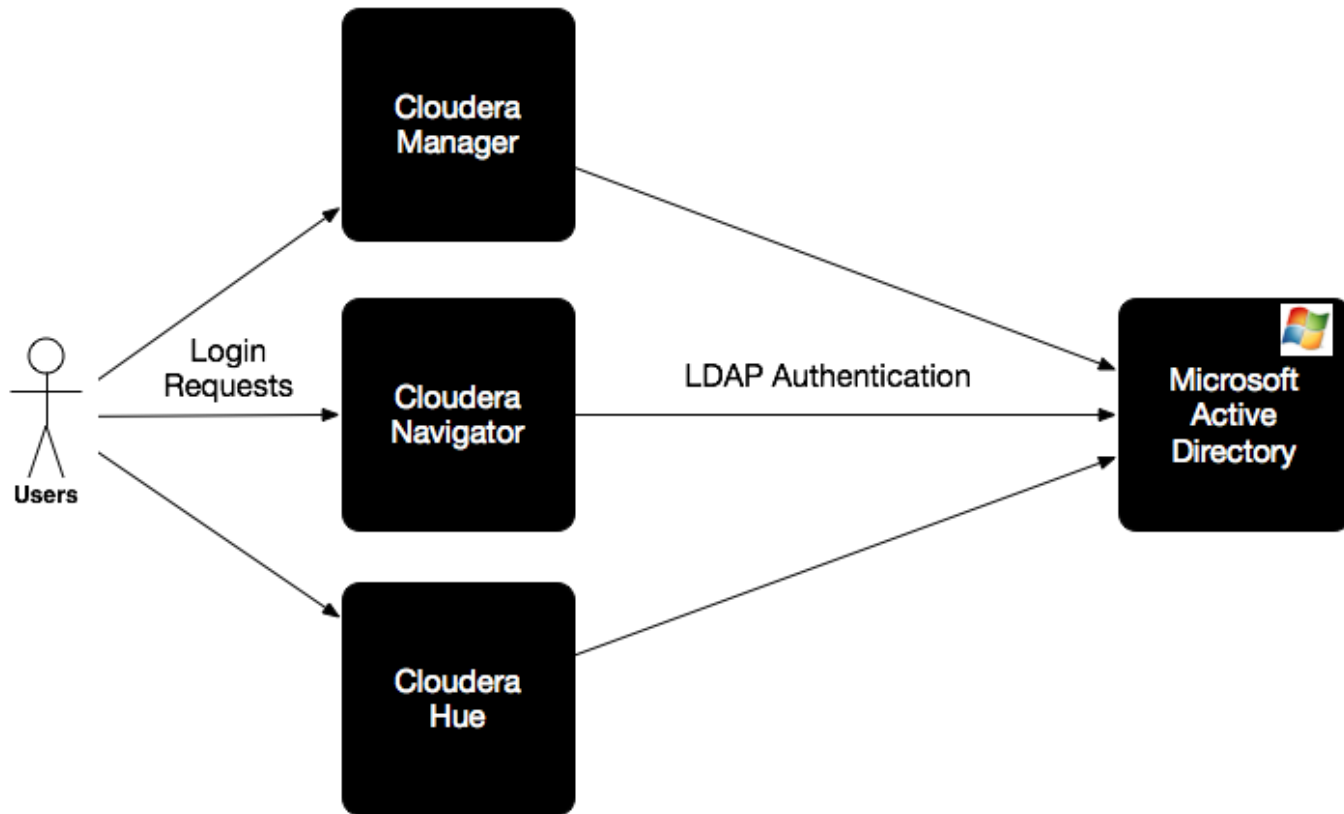 Cloudera
Manager
Login
Requests
Cloudera
Navigator
LDAP Authentication
Microsoft
Active
Directory
Users
Cloudera
Hue